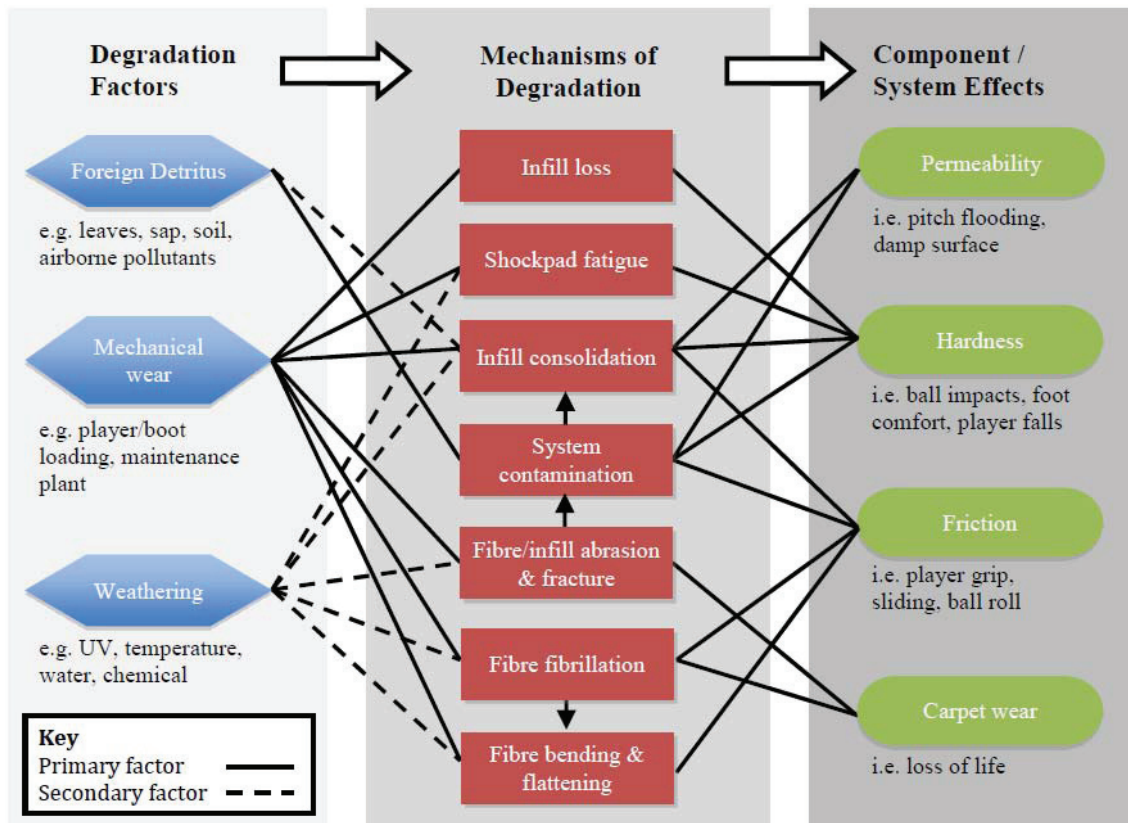 Degradation
Factors
Mechanisms of
Degradation
Component /
System Effects
Foreign Detritus
e.g. leaves, sap, soil,
airborne pollutants
Mechanical
wear
e.g. player/boot
loading, maintenance
plant
Weathering
e.g. UV, temperature,
water, chemical
Key
Primary factor
Secondary factor
Infill loss
Shockpad fatigue
Infill consolidation
System
contamination
Fibre/infill abrasion
& fracture
Fibre fibrillation
Fibre bending &
flattening
Permeability
i.e. pitch flooding,
damp surface
Hardness
i.e. ball impacts, foot
comfort, player falls
Friction
i.e. player grip,
sliding, ball roll
Carpet wear
i.e. loss of life